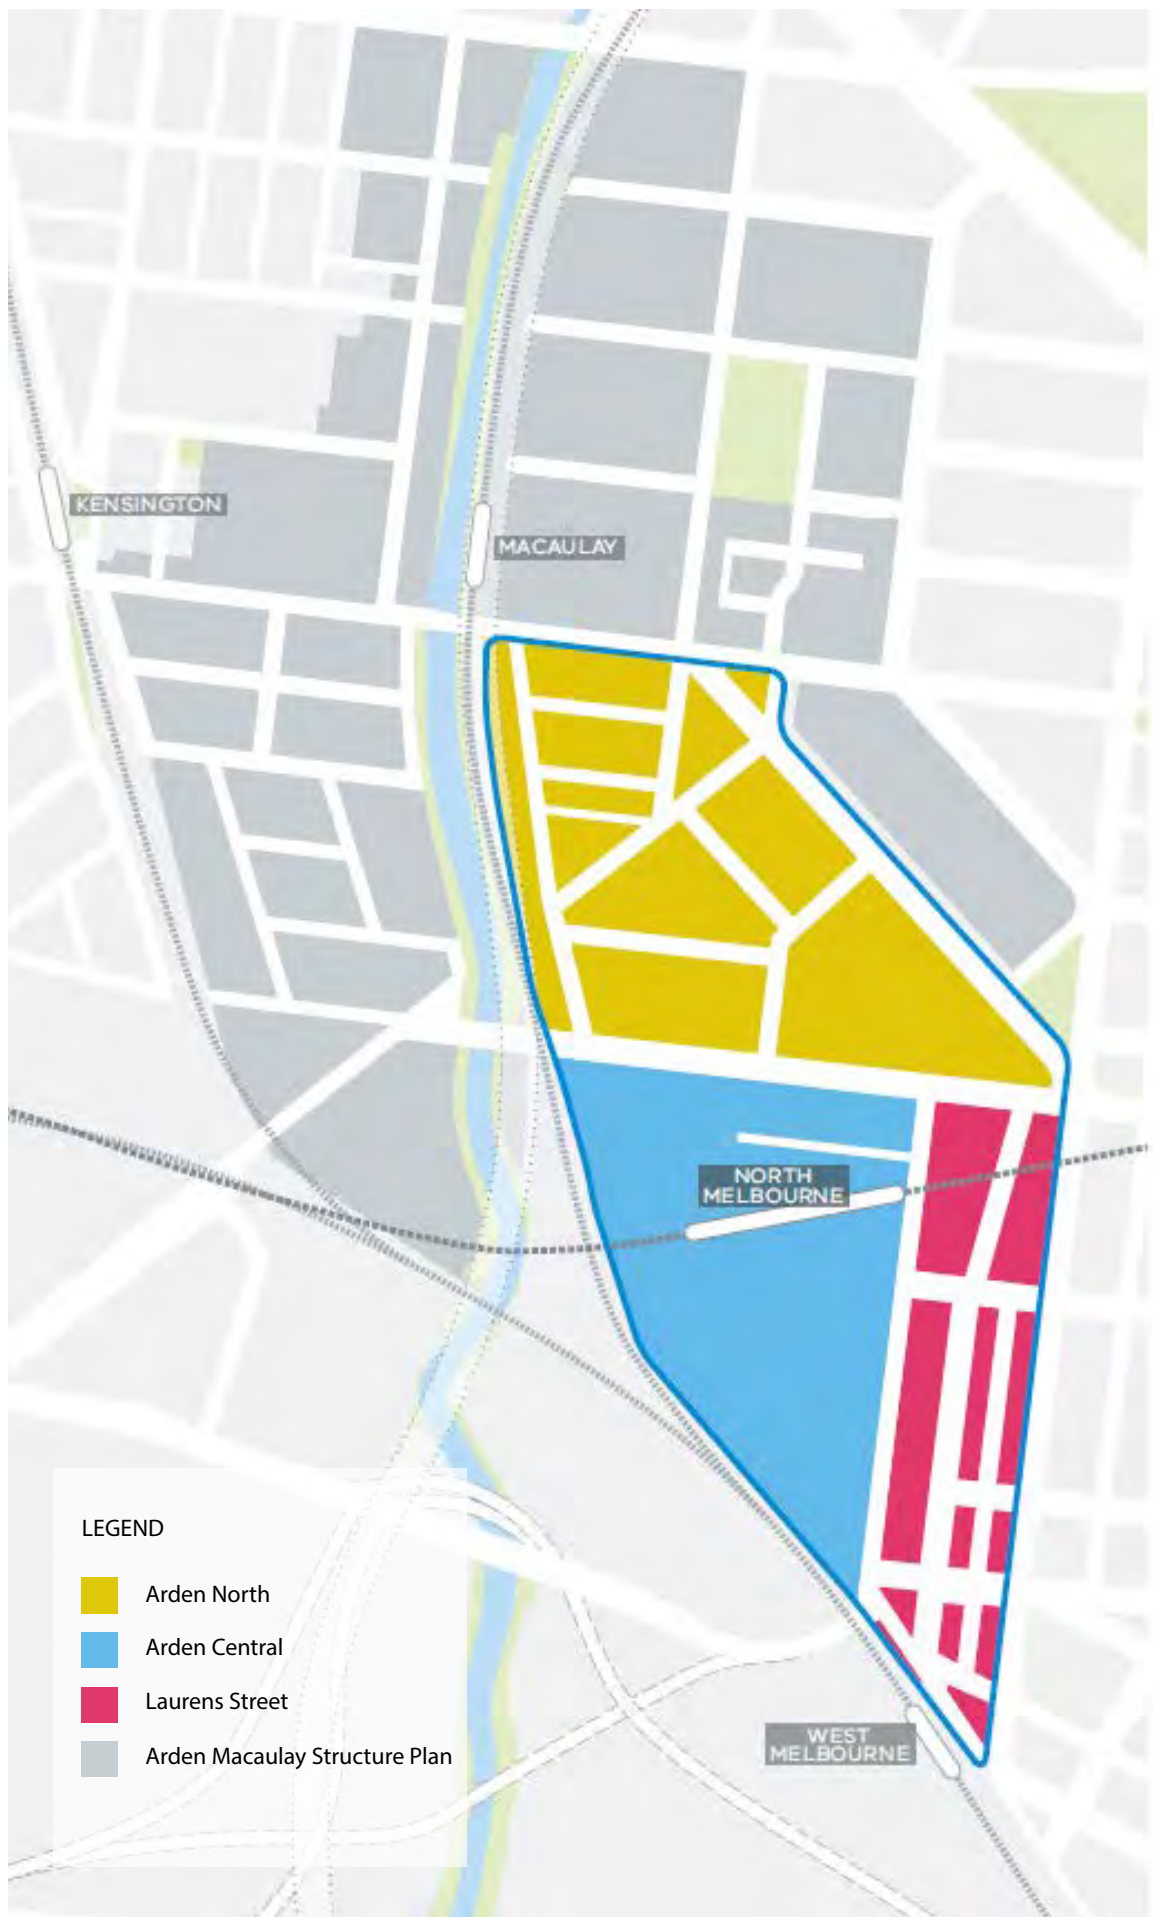 KENSINGTON
MACAULAY
NORTH
MELBOURNE
LEGEND
Arden North
Arden Central
Laurens Street
Arden Macaulay Structure Plan
WEST
MELBOURNE